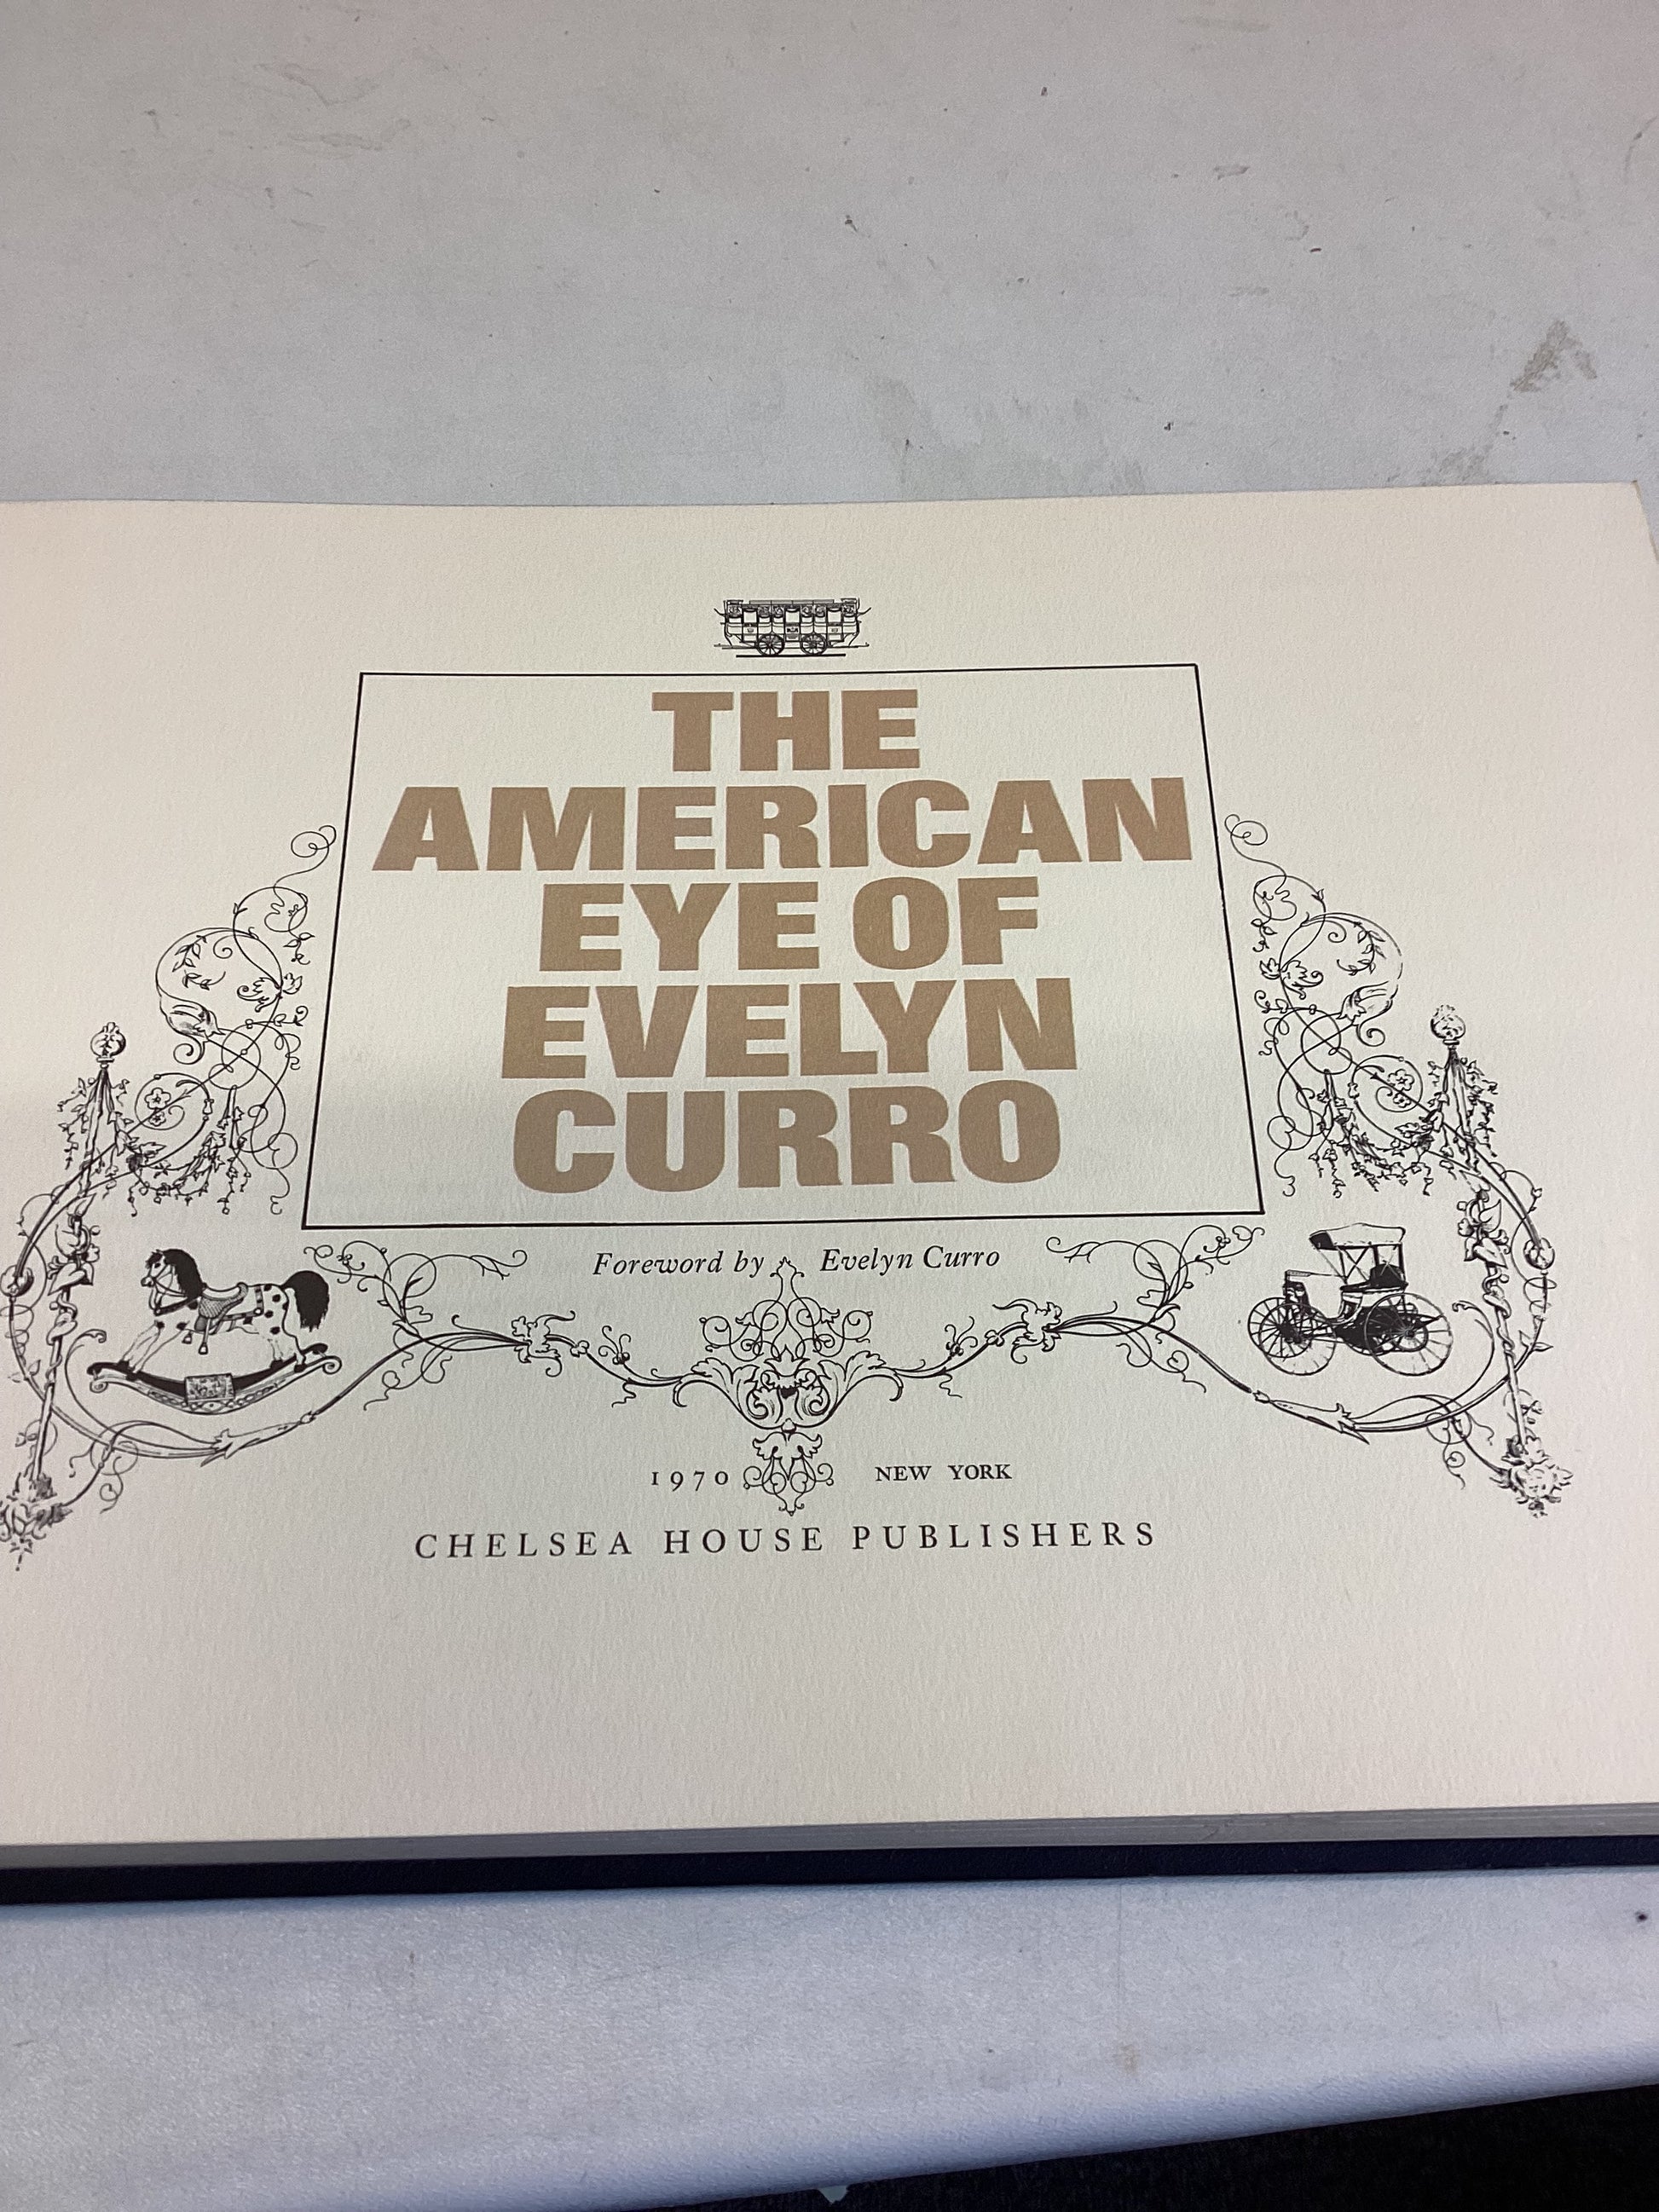 THE
AMERICAN
EYE OF
EVELYN
CURRO
Foreword by Evelyn Curro
1970 NEW YORK
CHELSEA HOUSE PUBLISHERS